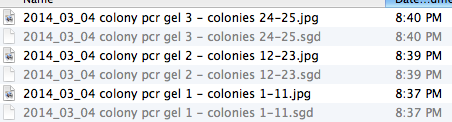 2014_03_04 colony pcr gel 3 – colonies 24-25.jpg 8:40 PM
2014_03_04 colony pcr gel 3 – colonies 24-25.sgd 8:40 PM
2014_03_04 colony pcr gel 2 – colonies 12-23.jpg 8:39 PM
2014_03_04 colony pcr gel 2 – colonies 12-23.sgd 8:39 PM
2014_03_04 colony pcr gel 1 – colonies 1-11.jpg 8:37 PM
2014_03_04 colony pcr gel 1 – colonies 1-11.sgd 8:37 PM